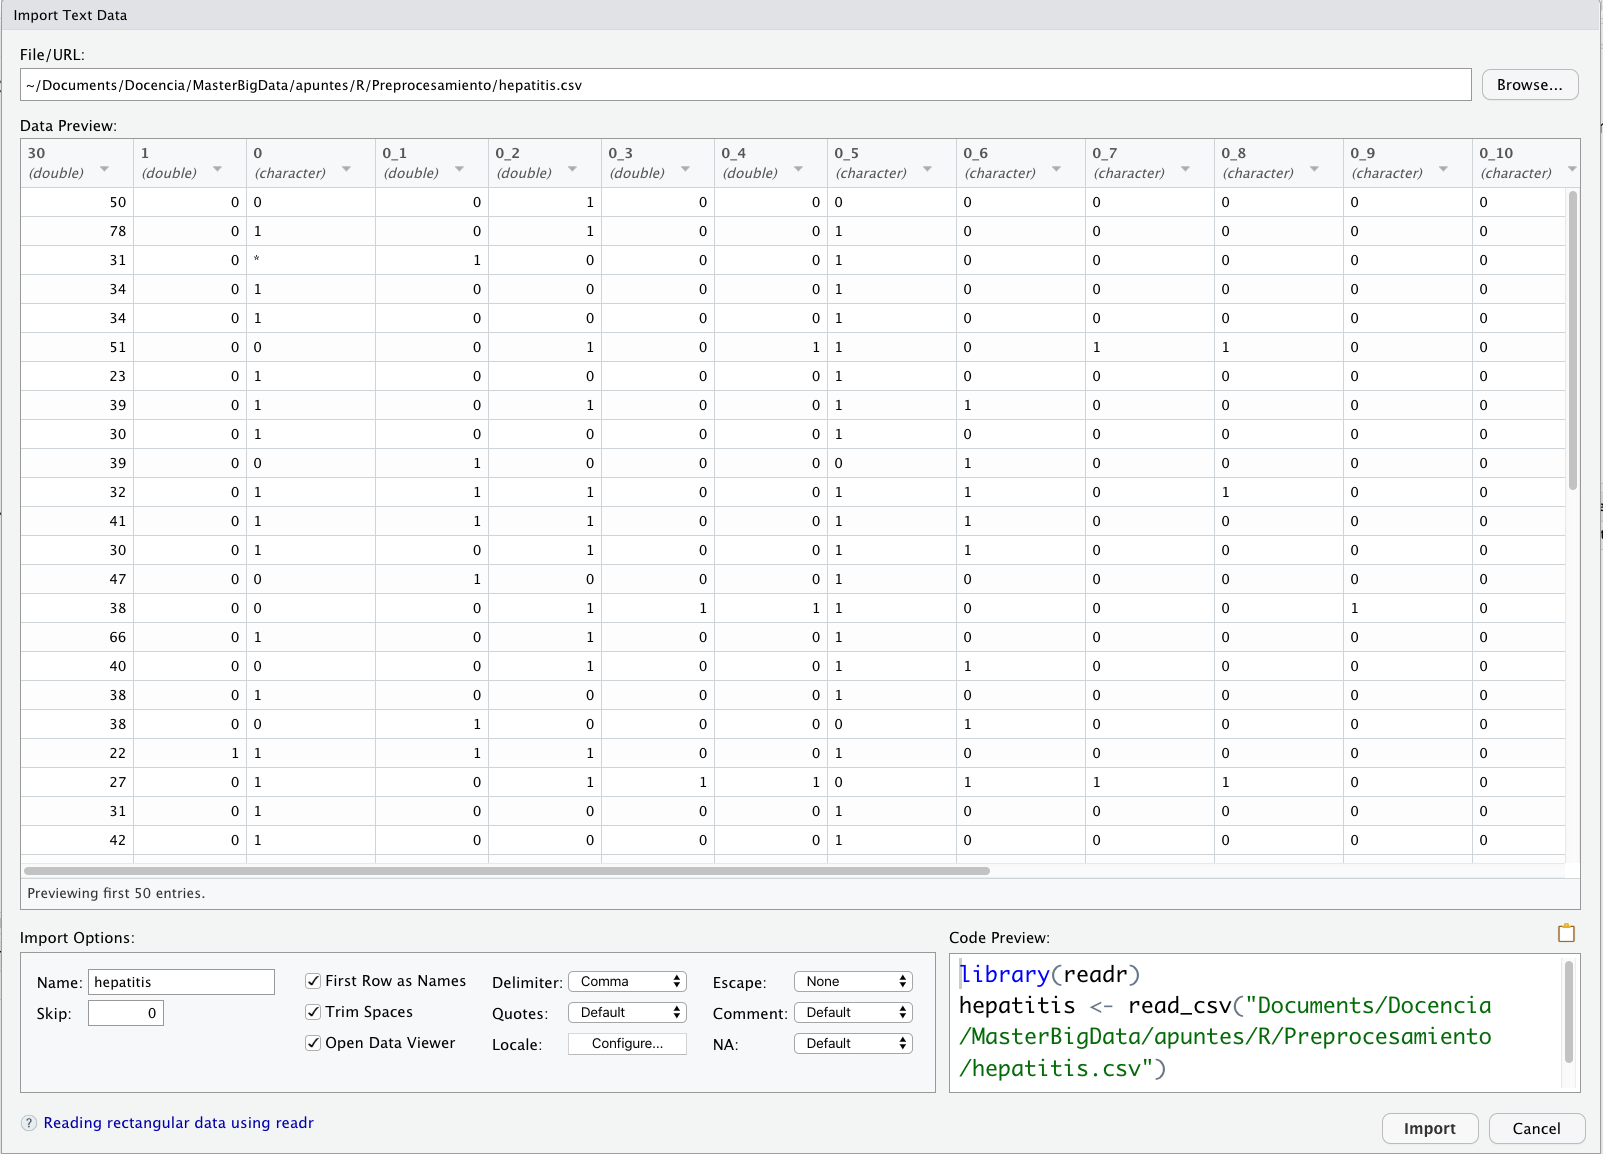 Import Text Data
File/URL:
~/Documents/Docencia/MasterBigData/apuntes/R/Preprocesamiento/hepatitis.csv Browse...
Data Preview:
30 1 0 0_1 0_2 0_3 0_4 0_5 0_6 0_7 0_8 0_9 0_10
(double) (double) (character) (double) (double) (double) (double) (character) (character) (character) (character) (character) (character)
50 0 0 0 1 0 0 0 0 0 0 0 0
78 0 1 0 1 0 0 1 0 0 0 0 0
31 0 * 1 0 0 0 1 0 0 0 0 0
34 0 1 0 0 0 0 1 0 0 0 0 0
34 0 1 0 0 0 0 1 0 0 0 0 0
51 0 0 0 1 0 1 1 0 1 1 0 0
23 0 1 0 0 0 0 1 0 0 0 0 0
39 0 1 0 1 0 0 1 1 0 0 0 0
30 0 1 0 0 0 0 1 0 0 0 0 0
39 0 0 1 0 0 0 0 1 0 0 0 0
32 0 1 1 1 0 0 1 1 0 1 0 0
41 0 1 1 1 0 0 1 1 0 0 0 0
30 0 1 0 1 0 0 1 1 0 0 0 0
47 0 0 1 0 0 0 1 0 0 0 0 0
38 0 0 0 1 1 1 1 0 0 0 1 0
66 0 1 0 1 0 0 1 0 0 0 0 0
40 0 0 0 1 0 0 1 1 0 0 0 0
38 0 1 0 0 0 0 1 0 0 0 0 0
38 0 0 1 0 0 0 0 1 0 0 0 0
22 1 1 1 1 0 0 1 0 0 0 0 0
27 0 1 0 1 1 1 0 1 1 1 0 0
31 0 1 0 0 0 0 1 0 0 0 0 0
42 0 1 0 0 0 0 1 0 0 0 0 0
Previewing first 50 entries.
Import Options:
Name: hepatitis
Skip: 0
First Row as Names
Trim Spaces
Open Data Viewer
Delimiter: Comma
Quotes: Default
Locale: Configure...
Escape: None
Comment: Default
NA: Default
Code Preview:
library(readr)
hepatitis <- read_csv("Documents/Docencia
/MasterBigData/apuntes/R/Preprocesamiento
/hepatitis.csv")
? Reading rectangular data using readr
Import Cancel